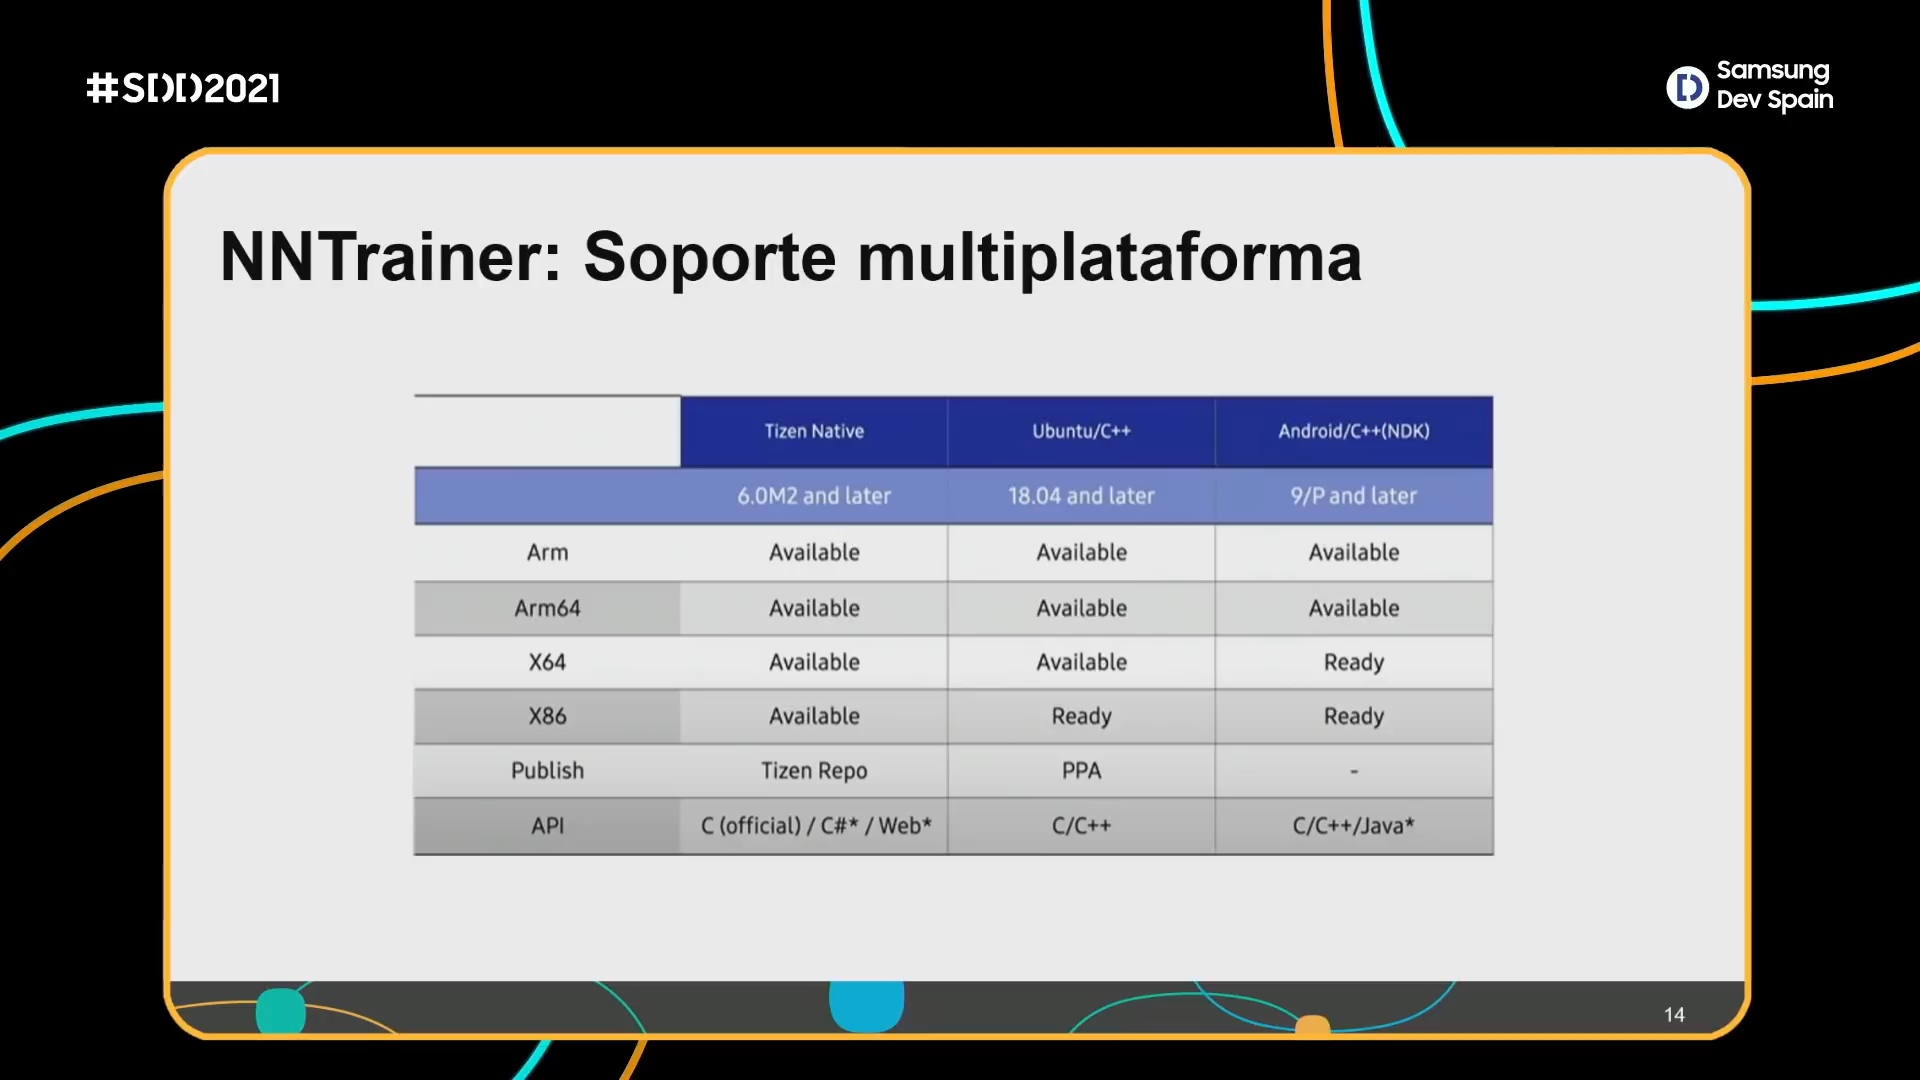 #SDD2021
Samsung
Dev Spain
NNTrainer: Soporte multiplataforma
Tizen Native Ubuntu/C++ Android/C++(NDK)
6.0M2 and later 18.04 and later 9/P and later
Arm Available Available Available
Arm64 Available Available Available
X64 Available Available Ready
X86 Available Ready Ready
Publish Tizen Repo PPA -
API C (official) / C#* / Web* C/C++ C/C++/Java*
14